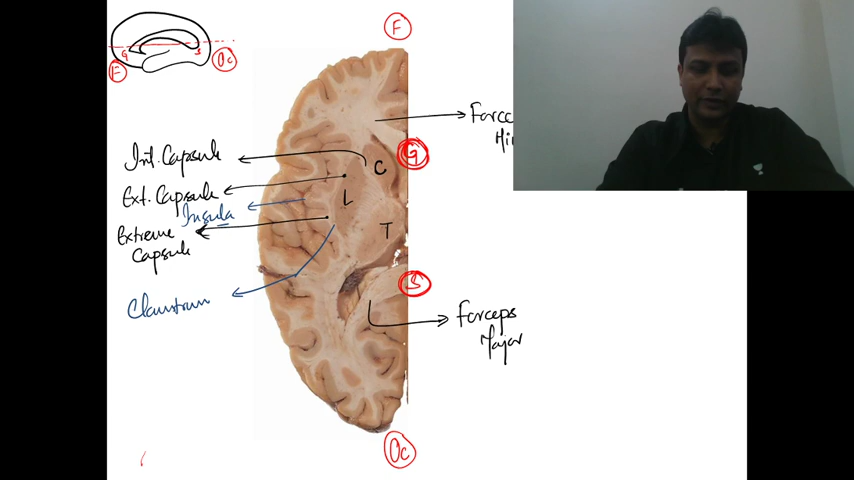 F
G
S
F
Oc
Int. Capsule
Ext. Capsule
Insula
Extreme
Capsule
Claustrum
C
L
T
G
S
Forceps
Major
Oc